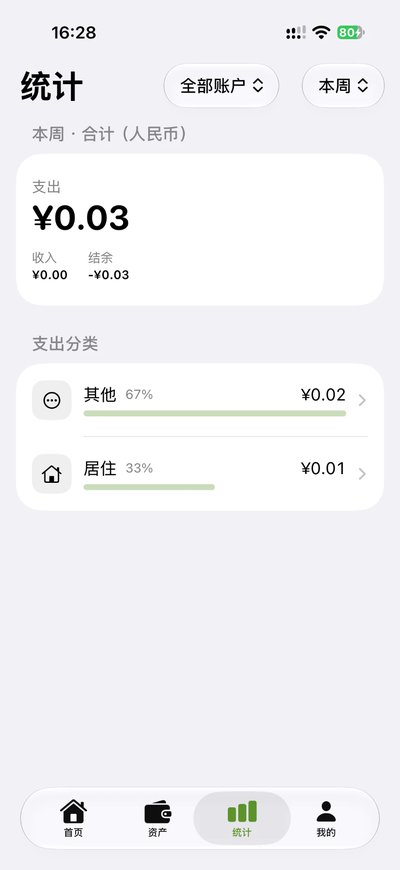 16:28
80
统计
全部账户
本周
本周 · 合计（人民币）
支出
¥0.03
收入
结余
¥0.00
-¥0.03
支出分类
其他 67%
¥0.02
居住 33%
¥0.01
首页
资产
统计
我的